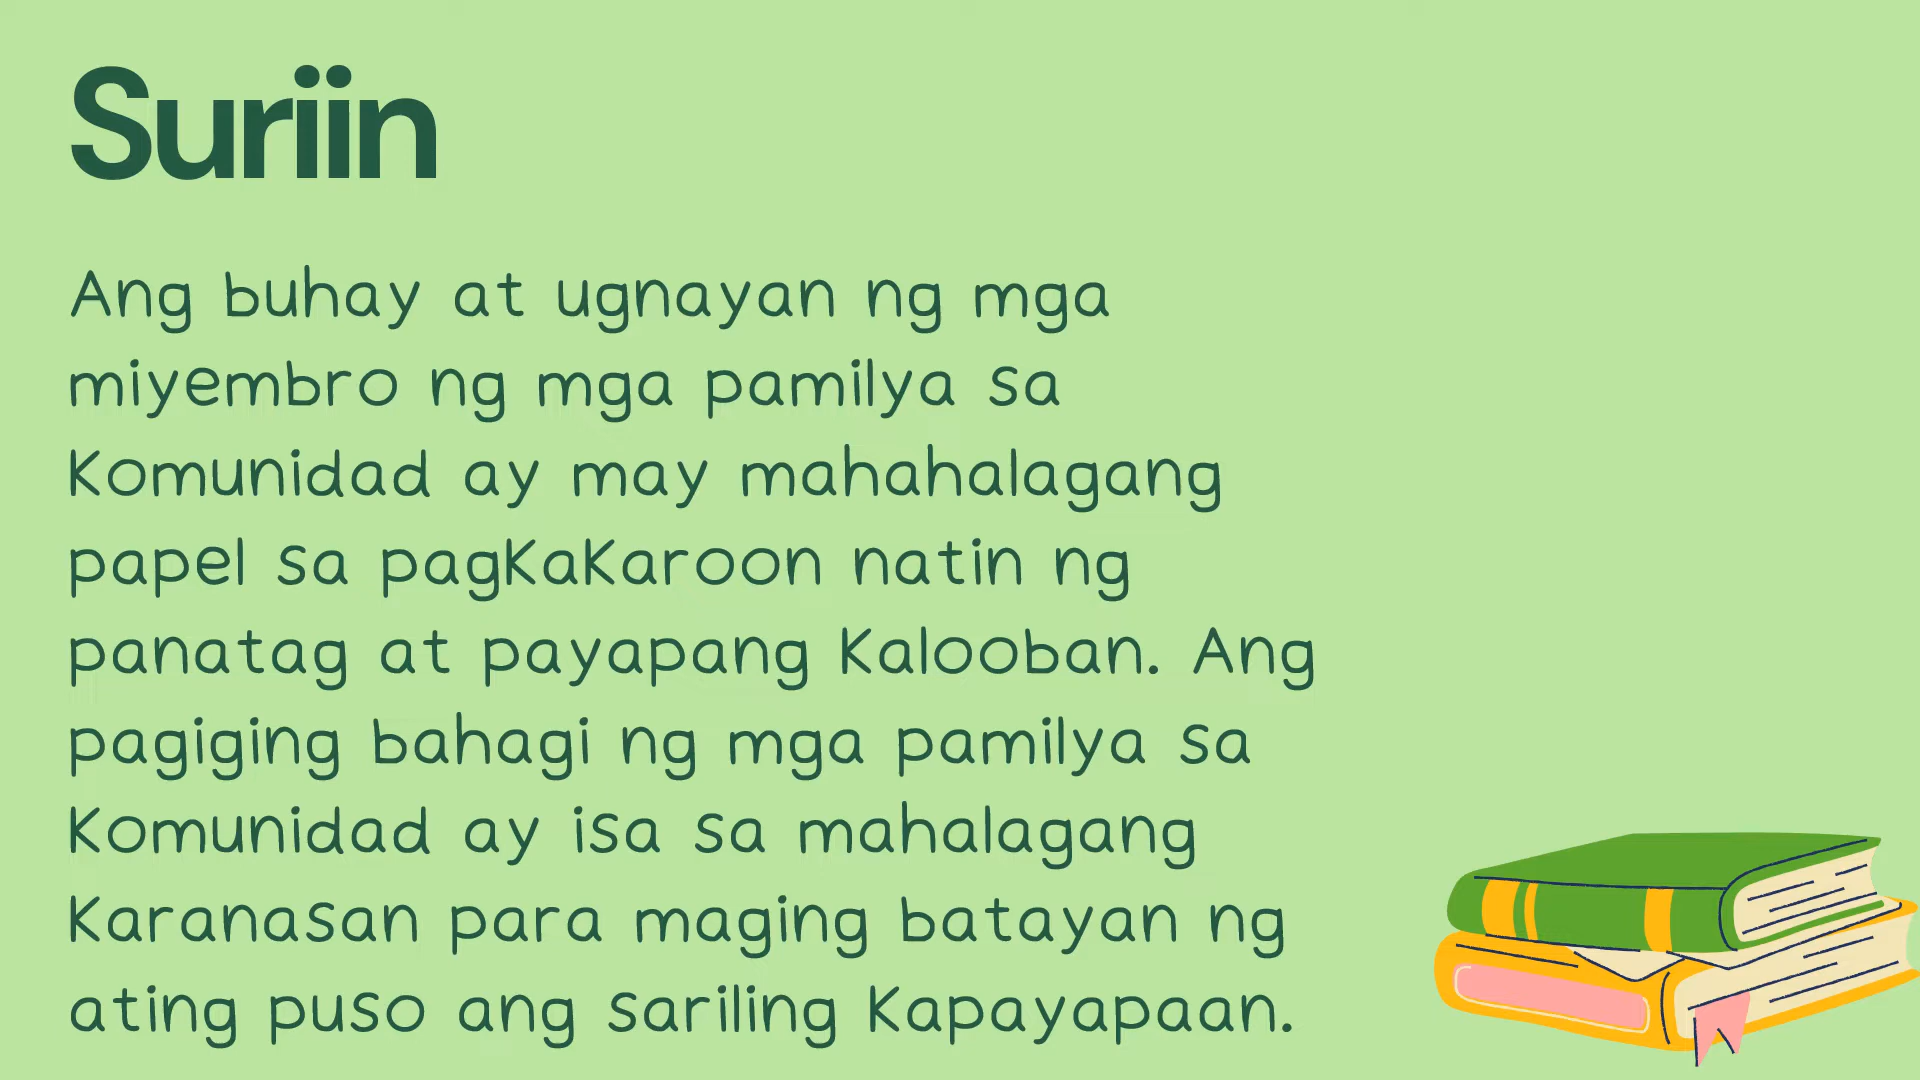 Suriin
Ang buhay at ugnayan ng mga
miyembro ng mga pamilya sa
komunidad ay may mahahalagang
papel sa pagkakaroon natin ng
panatag at payapang kalooban. Ang
pagiging bahagi ng mga pamilya sa
komunidad ay isa sa mahalagang
karanasan para maging batayan ng
ating puso ang sariling kapayapaan.